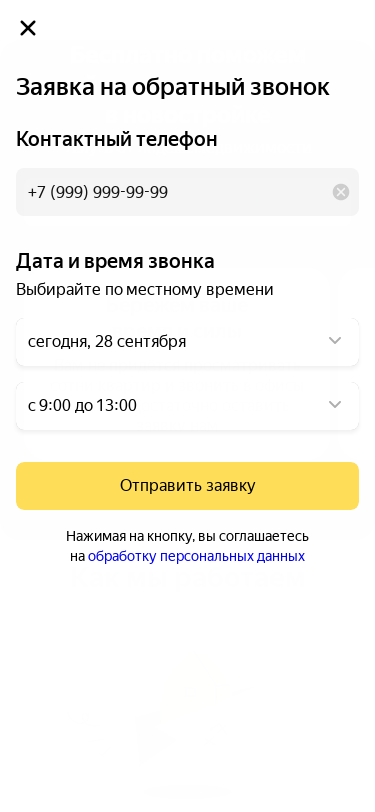 Заявка на обратный звонок
Контактный телефон
+7 (999) 999-99-99
Дата и время звонка
Выбирайте по местному времени
сегодня, 28 сентября
с 9:00 до 13:00
Отправить заявку
Нажимая на кнопку, вы соглашаетесь
на обработку персональных данных